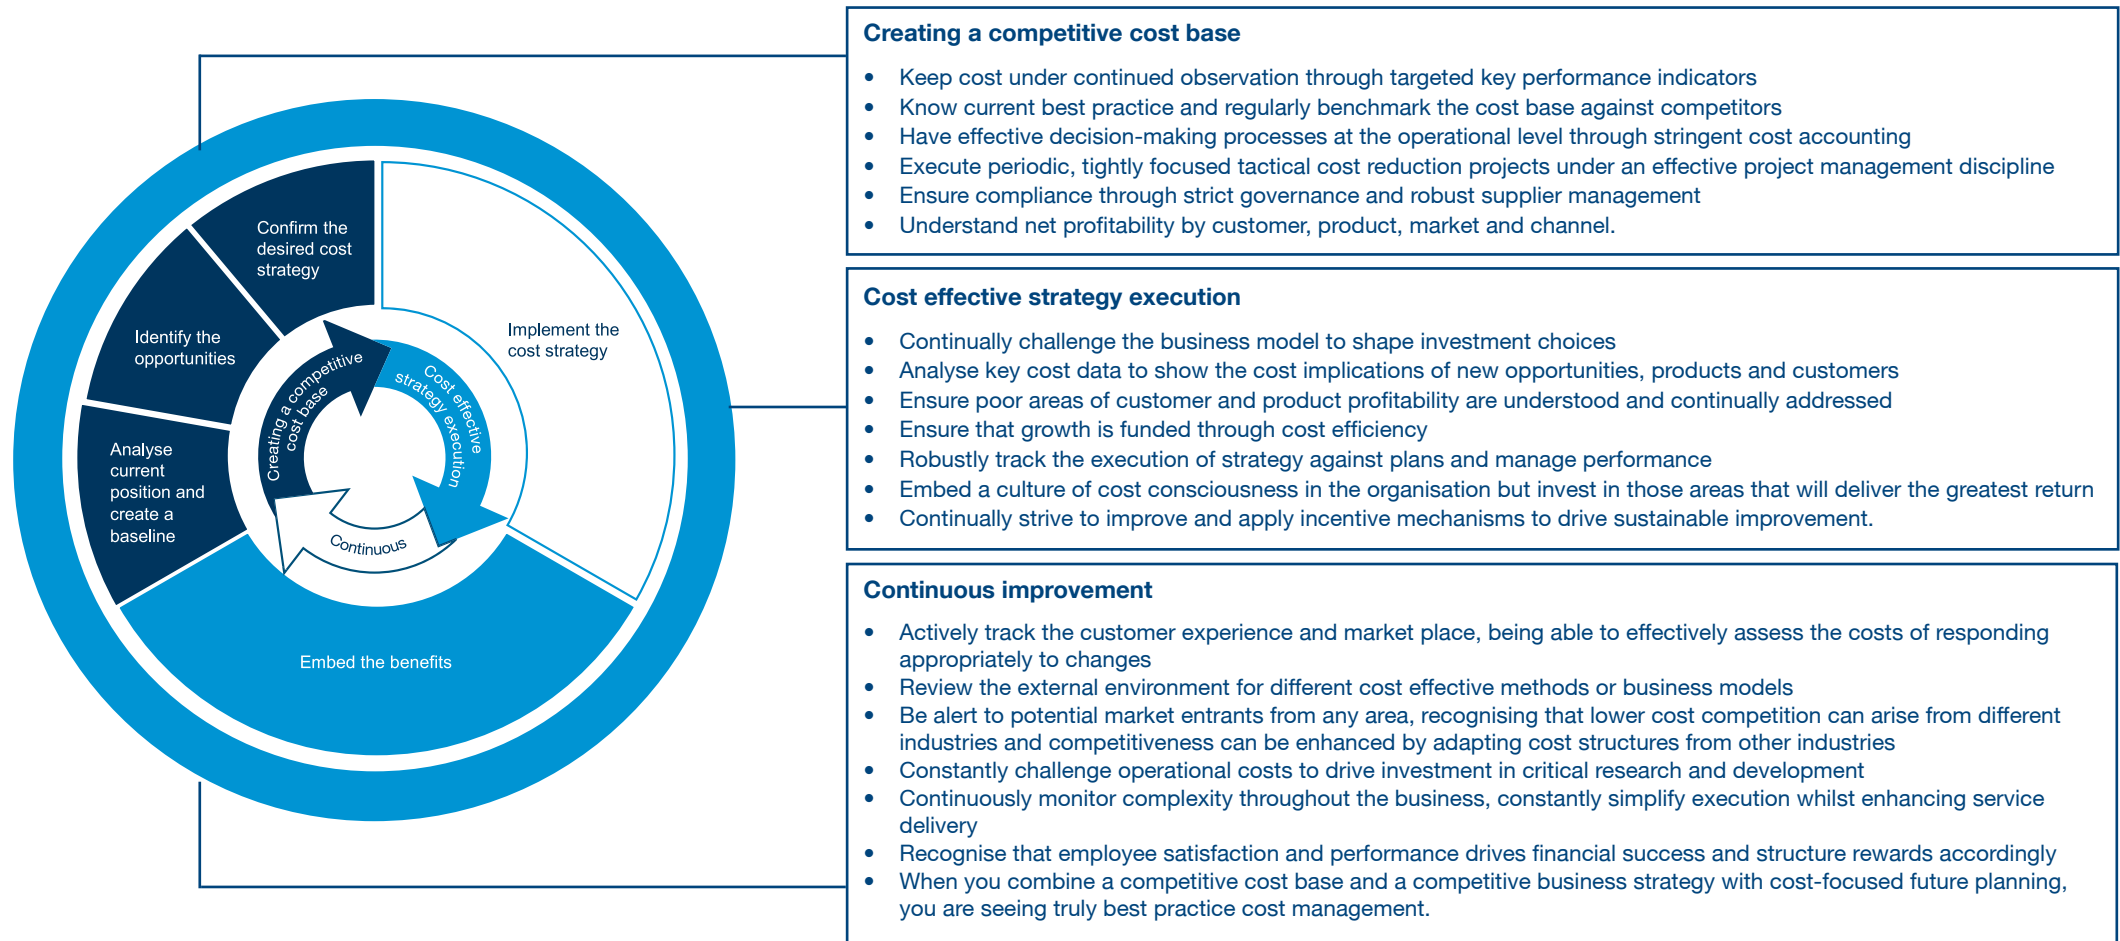 Confirm the
desired cost
strategy
Identify the
opportunities
Analyse
current
position and
create a
baseline
Implement the
cost strategy
Embed the benefits
Creating a competitive
cost base
Cost effective
strategy execution
Continuous
Creating a competitive cost base
• Keep cost under continued observation through targeted key performance indicators
• Know current best practice and regularly benchmark the cost base against competitors
• Have effective decision-making processes at the operational level through stringent cost accounting
• Execute periodic, tightly focused tactical cost reduction projects under an effective project management discipline
• Ensure compliance through strict governance and robust supplier management
• Understand net profitability by customer, product, market and channel.
Cost effective strategy execution
• Continually challenge the business model to shape investment choices
• Analyse key cost data to show the cost implications of new opportunities, products and customers
• Ensure poor areas of customer and product profitability are understood and continually addressed
• Ensure that growth is funded through cost efficiency
• Robustly track the execution of strategy against plans and manage performance
• Embed a culture of cost consciousness in the organisation but invest in those areas that will deliver the greatest return
• Continually strive to improve and apply incentive mechanisms to drive sustainable improvement.
Continuous improvement
• Actively track the customer experience and market place, being able to effectively assess the costs of responding
appropriately to changes
• Review the external environment for different cost effective methods or business models
• Be alert to potential market entrants from any area, recognising that lower cost competition can arise from different
industries and competitiveness can be enhanced by adapting cost structures from other industries
• Constantly challenge operational costs to drive investment in critical research and development
• Continuously monitor complexity throughout the business, constantly simplify execution whilst enhancing service
delivery
• Recognise that employee satisfaction and performance drives financial success and structure rewards accordingly
• When you combine a competitive cost base and a competitive business strategy with cost-focused future planning,
you are seeing truly best practice cost management.